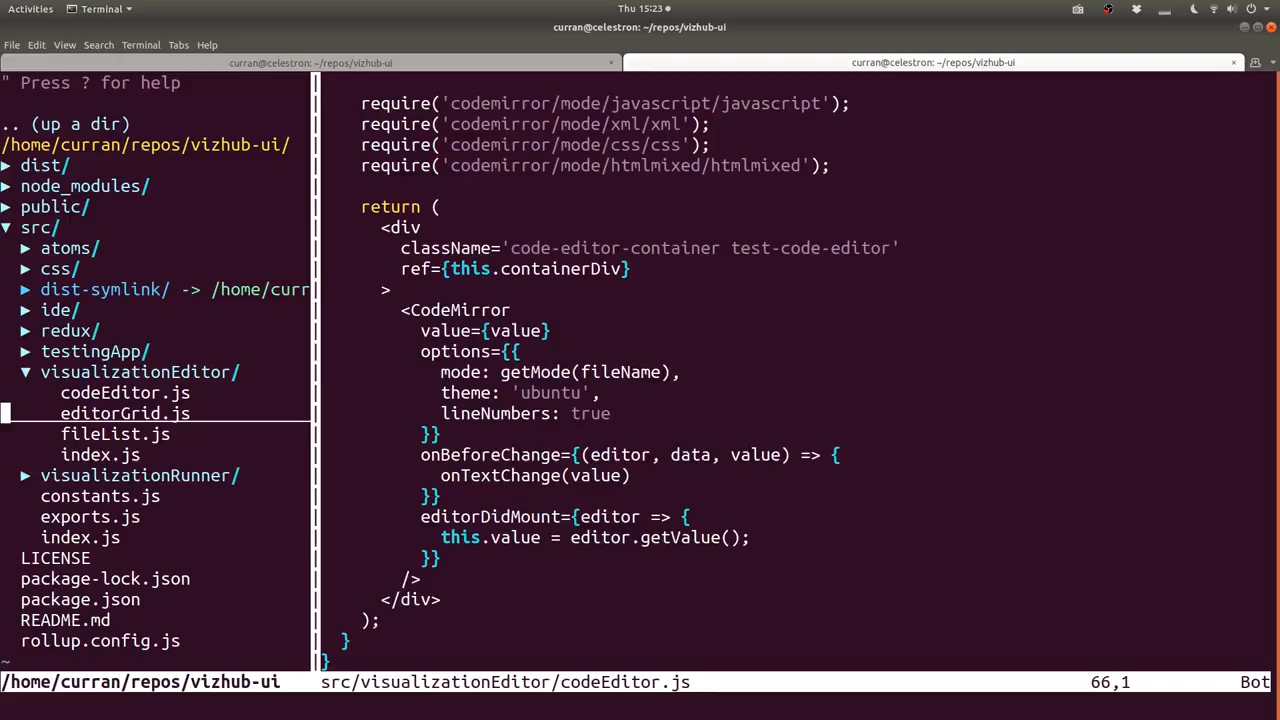 Activities
Terminal
Thu 15:23
curran@celestron: ~/repos/vizhub-ui
File Edit View Search Terminal Tabs Help
curran@celestron: ~/repos/vizhub-ui
×
curran@celestron: ~/repos/vizhub-ui
×
" Press ? for help
.. (up a dir)
/home/curran/repos/vizhub-ui/
▸ dist/
▸ node_modules/
▸ public/
▾ src/
▸ atoms/
▸ css/
▸ dist-symlink/ -> /home/curr
▸ ide/
▸ redux/
▸ testingApp/
▾ visualizationEditor/
codeEditor.js
editorGrid.js
fileList.js
index.js
▸ visualizationRunner/
constants.js
exports.js
index.js
LICENSE
package-lock.json
package.json
README.md
rollup.config.js
~
/home/curran/repos/vizhub-ui
require('codemirror/mode/javascript/javascript');
require('codemirror/mode/xml/xml');
require('codemirror/mode/css/css');
require('codemirror/mode/htmlmixed/htmlmixed');
return (
<div
className='code-editor-container test-code-editor'
ref={this.containerDiv}
>
<CodeMirror
value={value}
options={{
mode: getMode(fileName),
theme: 'ubuntu',
lineNumbers: true
}}
onBeforeChange={(editor, data, value) => {
onTextChange(value)
}}
editorDidMount={editor => {
this.value = editor.getValue();
}}
/>
</div>
);
}
}
src/visualizationEditor/codeEditor.js 66,1 Bot